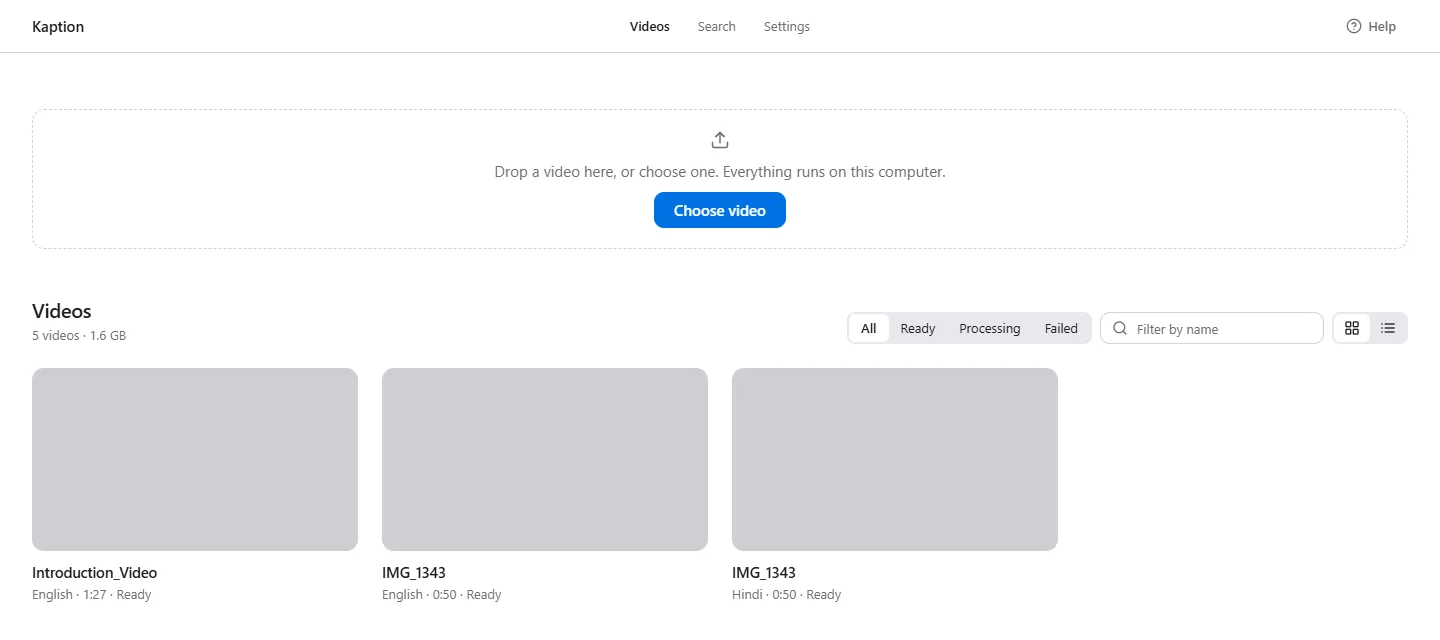 Kaption
Videos Search Settings
Help
Drop a video here, or choose one. Everything runs on this computer.
Choose video
Videos
5 videos · 1.6 GB
All Ready Processing Failed
Filter by name
Introduction_Video
English · 1:27 · Ready
IMG_1343
English · 0:50 · Ready
IMG_1343
Hindi · 0:50 · Ready